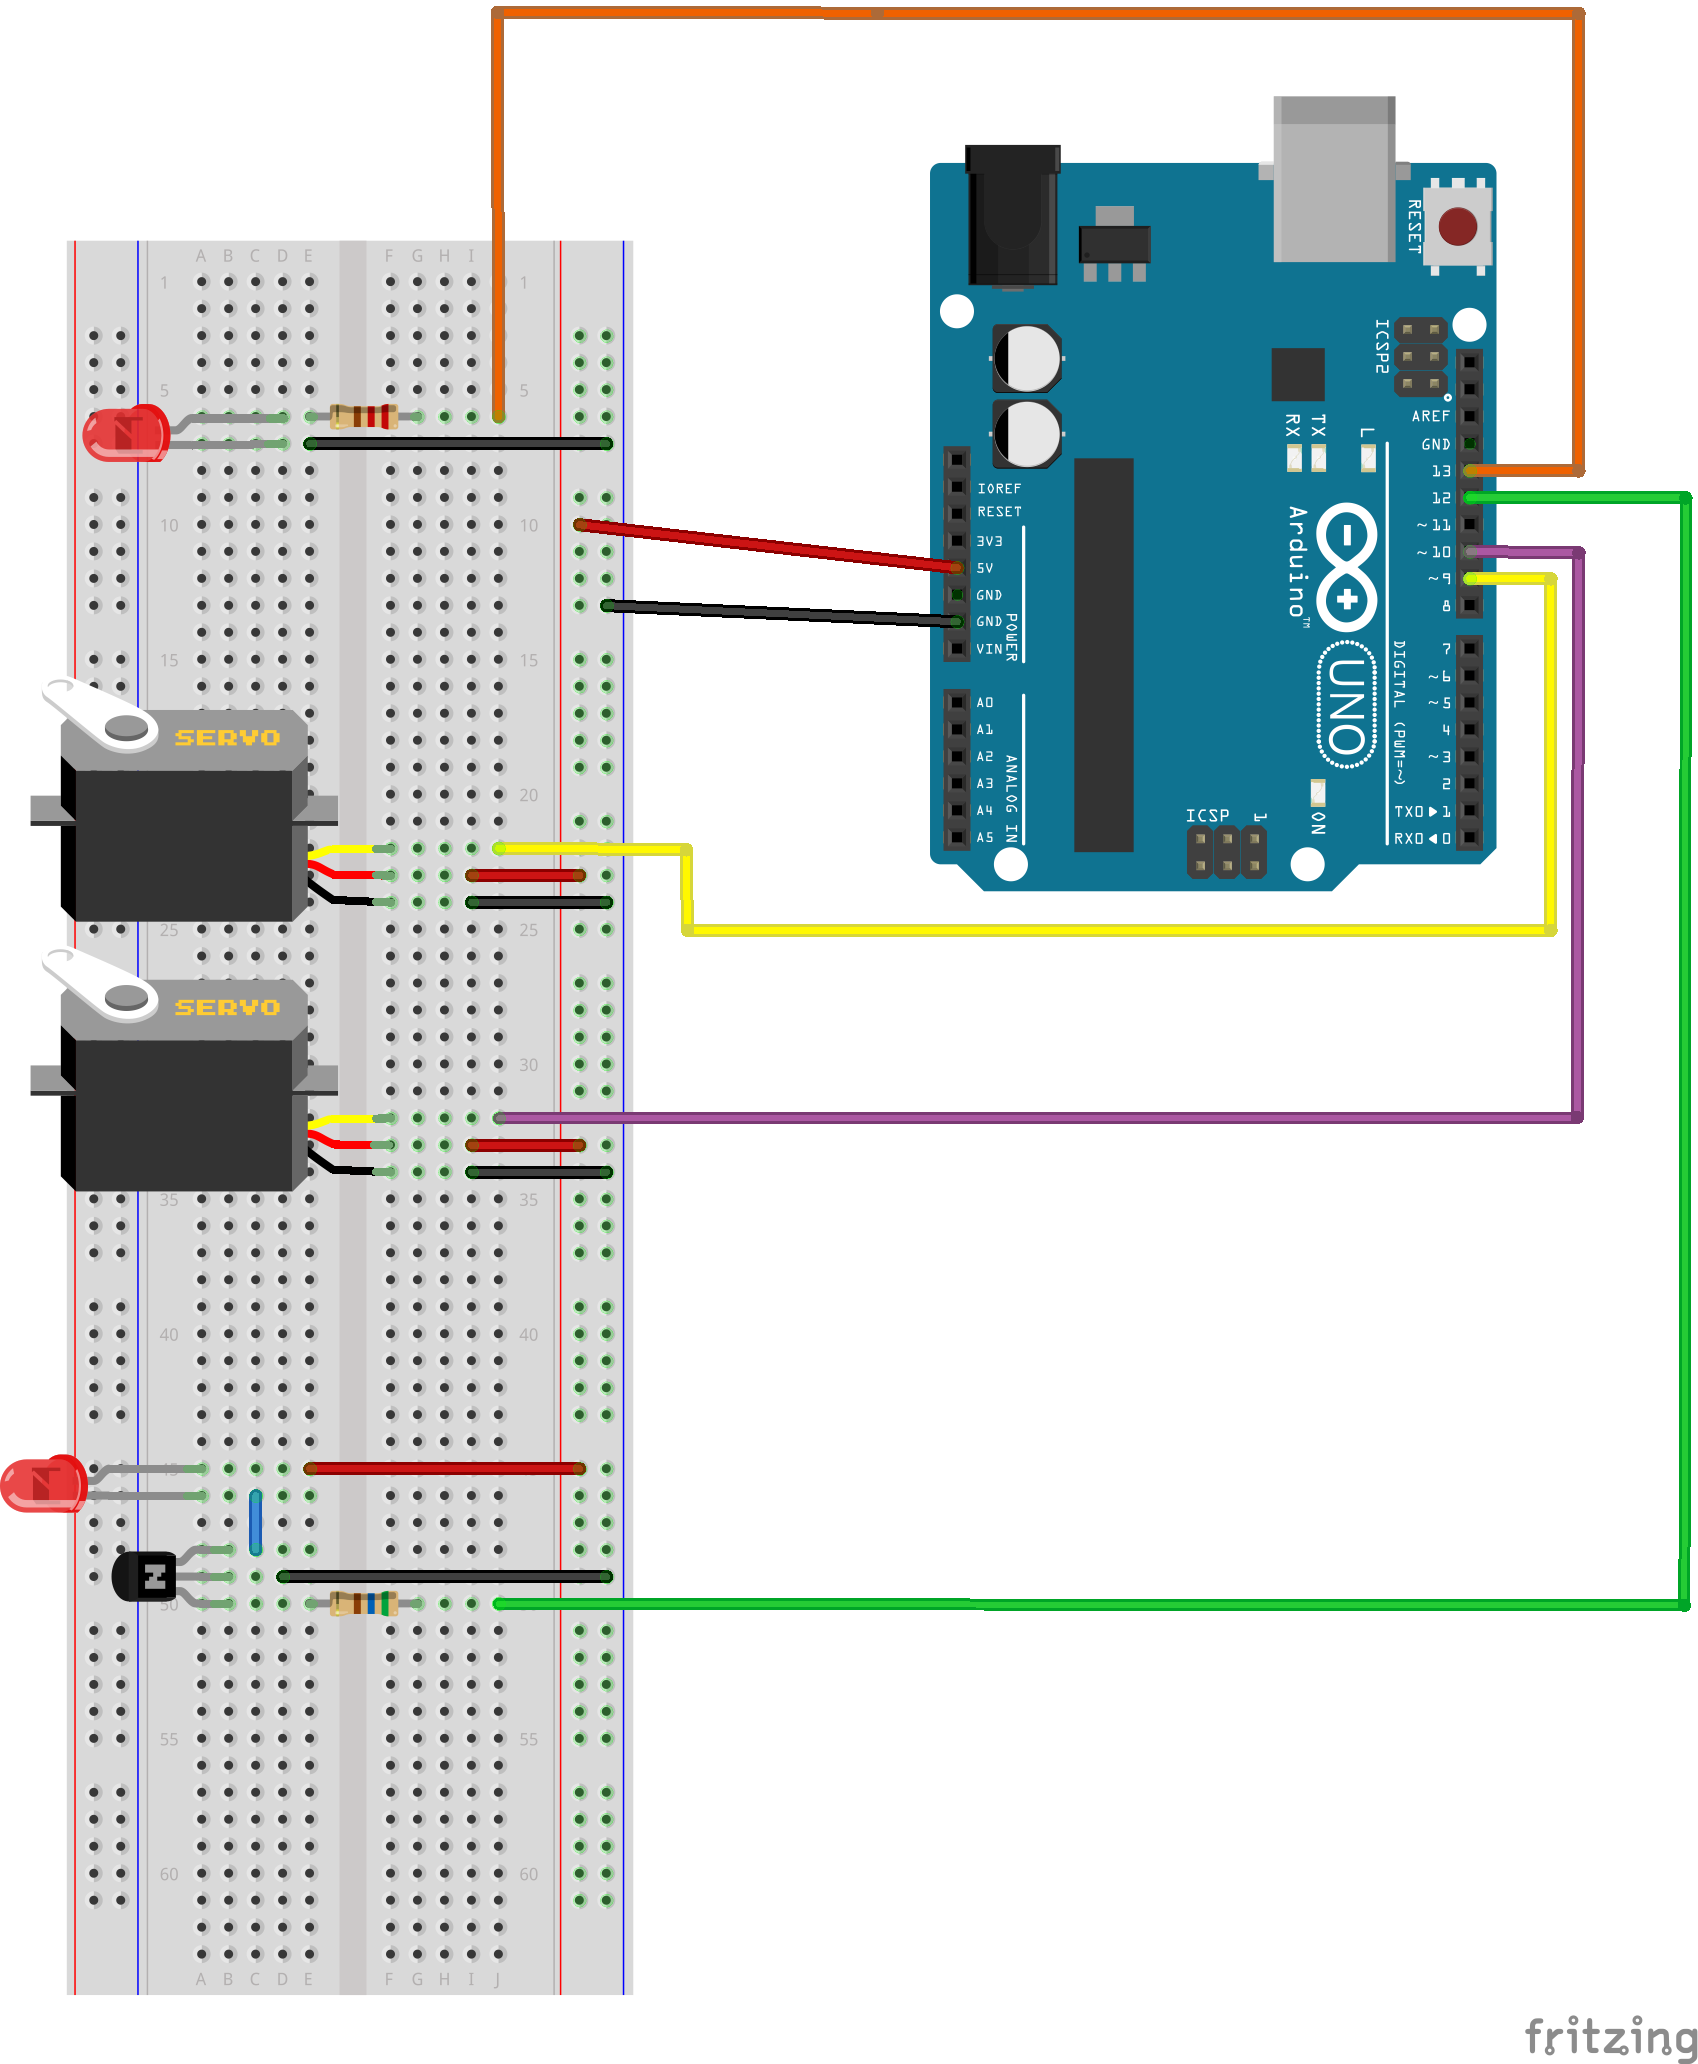 A B C D E F G H I
1 1
5 5
10 10
15 15
SERVO
20
25 25
SERVO
30
35 35
40 40
50
55 55
60 60
A B C D E F G H I J
RESET
ICSP2
AREF
GND
RX TX L
13
12
~11
~10
~9
8
IOREF
RESET
3V3
5V
GND
GND
VIN
POWER
Arduino™
UNO
DIGITAL (PWM=~)
7
~6
~5
4
~3
2
TX0▶1
RX0◀0
A0
A1
A2
A3
A4
A5
ANALOG IN
ICSP 1
ON
fritzing